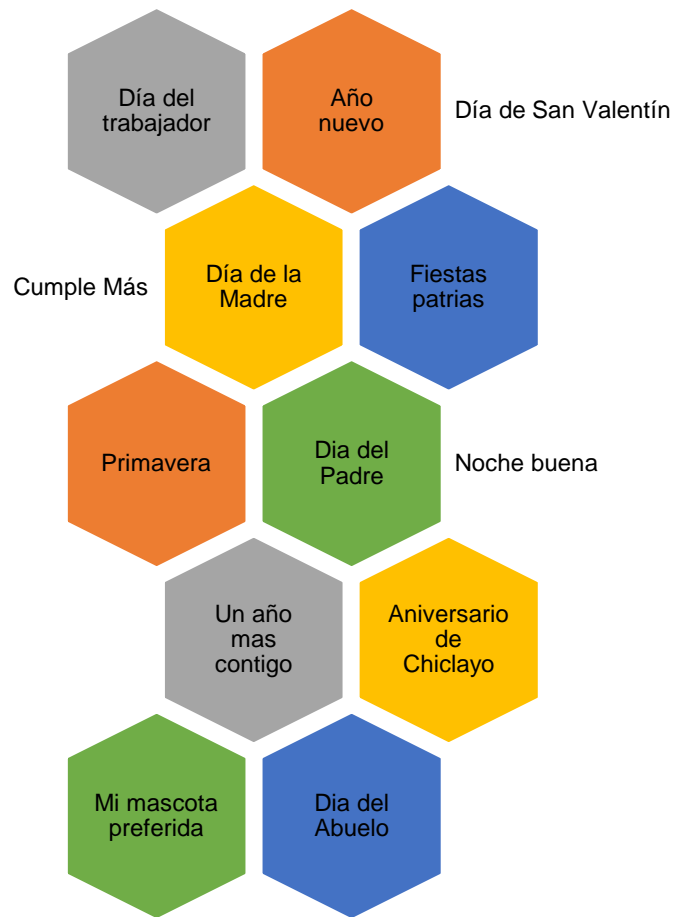 Día del
trabajador
Año
nuevo
Día de San Valentín
Cumple Más
Día de la
Madre
Fiestas
patrias
Primavera
Dia del
Padre
Noche buena
Un año
mas
contigo
Aniversario
de
Chiclayo
Mi mascota
preferida
Dia del
Abuelo